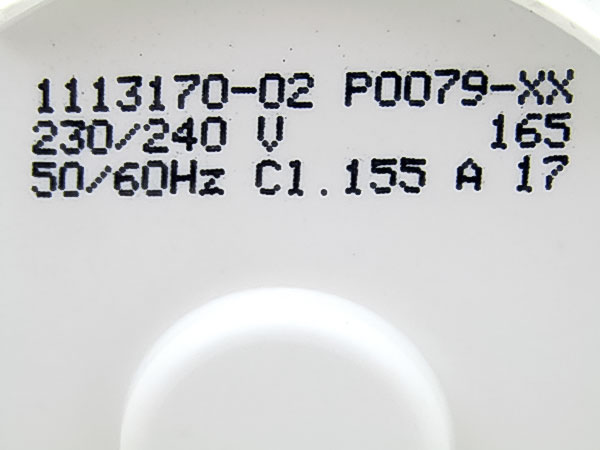 1113170-02 P0079-XX
230/240 V 165
50/60Hz C1.155 A 17